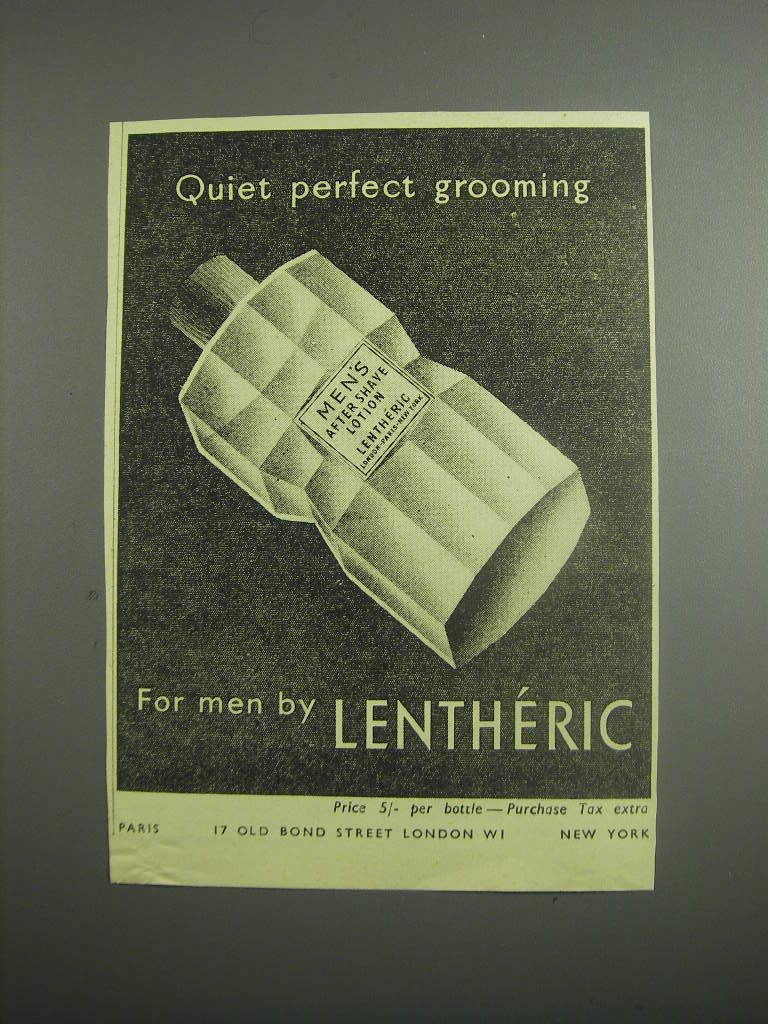 Quiet perfect grooming
MEN'S
AFTER SHAVE
LOTION
LENTHÉRIC
LONDON-PARIS-NEW YORK
For men by LENTHÉRIC
Price 5/- per bottle — Purchase Tax extra
PARIS 17 OLD BOND STREET LONDON W1 NEW YORK